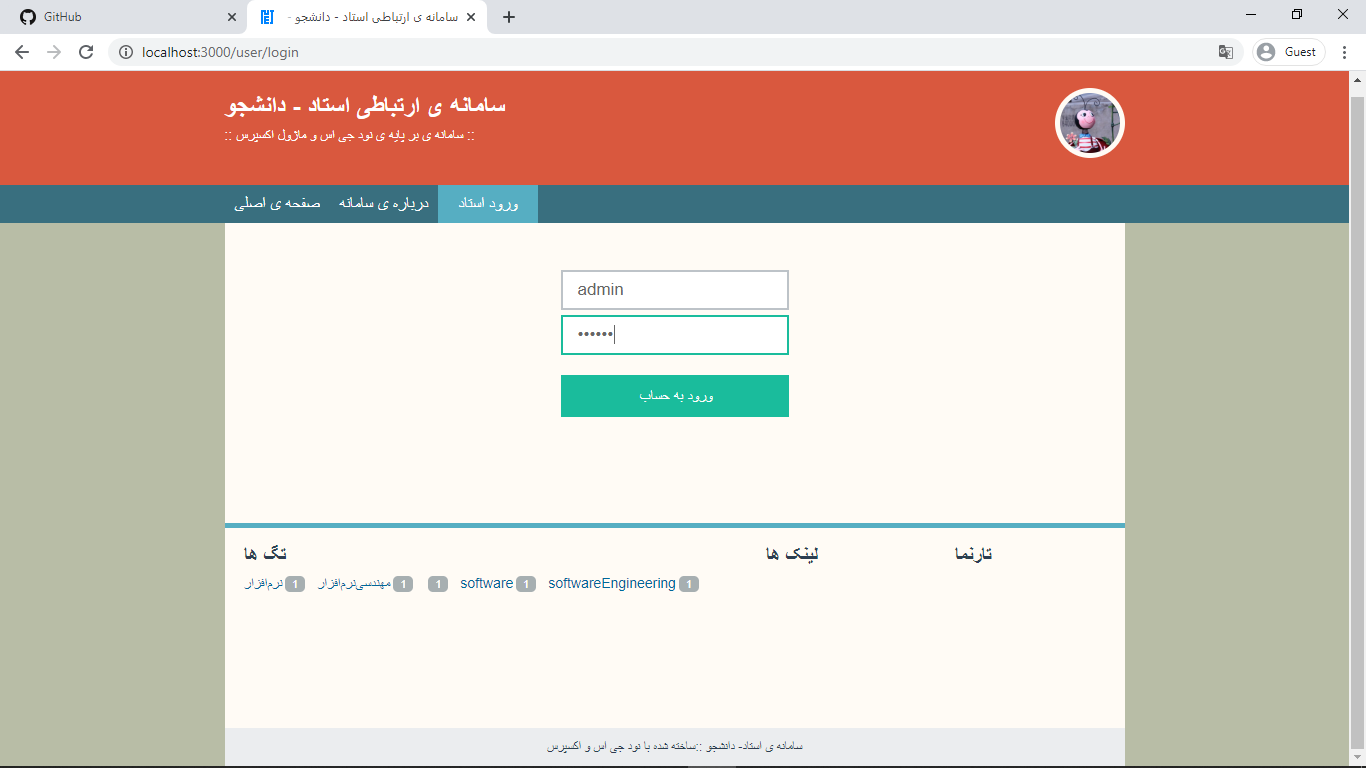 GitHub
سامانه ی ارتباطی استاد - دانشجو -
localhost:3000/user/login
Guest
سامانه ی ارتباطی استاد - دانشجو
:: سامانه ی بر پایه ی نود جی اس و ماژول اکسپرس ::
صفحه ی اصلی
درباره ی سامانه
ورود استاد
admin
••••••
ورود به حساب
تگ ها
لینک ها
تارنما
نرم‌افزار 1
مهندسی‌نرم‌افزار 1
1
software 1
softwareEngineering 1
سامانه ی استاد- دانشجو ::ساخته شده با نود جی اس و اکسپرس